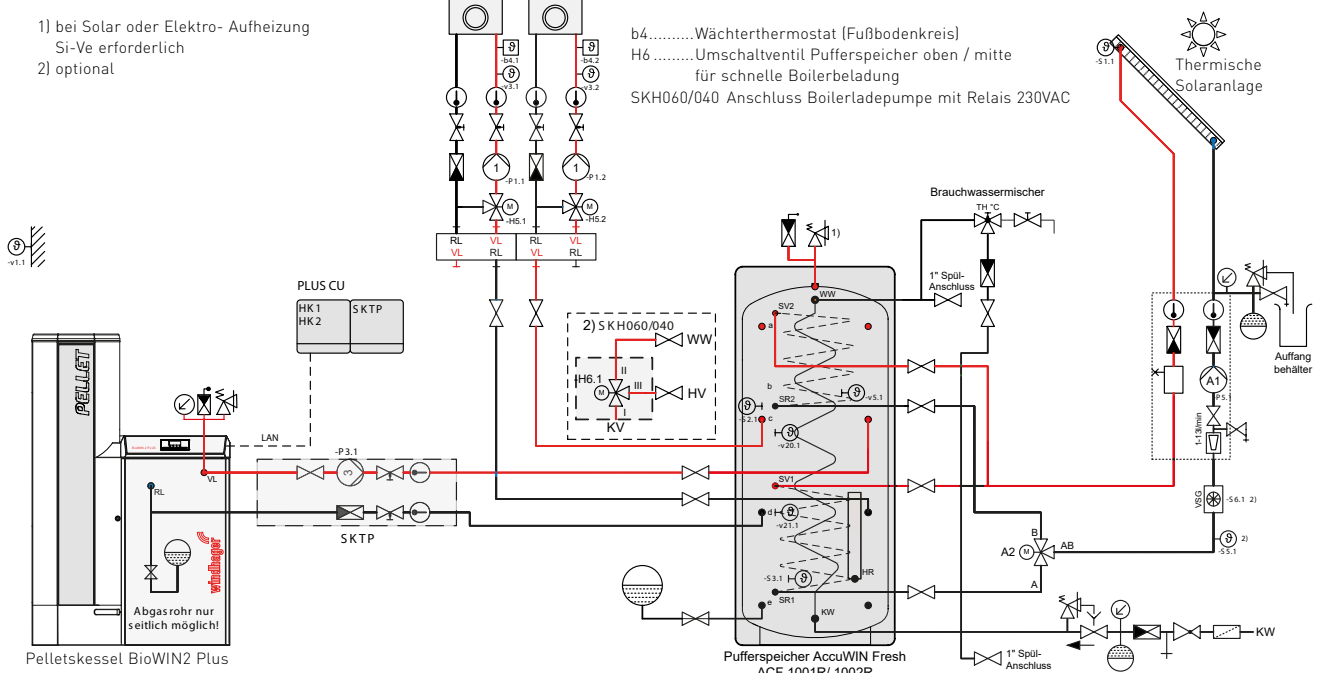 1) bei Solar oder Elektro- Aufheizung
Si-Ve erforderlich
2) optional
b4..........Wächterthermostat (Fußbodenkreis)
H6 .........Umschaltventil Pufferspeicher oben / mitte
für schnelle Boilerbeladung
SKH060/040 Anschluss Boilerladepumpe mit Relais 230VAC
Thermische
Solaranlage
-S1.1
ϑ
-b4.1
ϑ
-v3.1
ϑ
-b4.2
ϑ
-v3.2
ϑ
1
-P1.1
1
-P1.2
M
-H5.1
M
-H5.2
RL
VL
RL
VL
VL
RL
VL
RL
ϑ
-v1.1
Brauchwassermischer
TH °C
1)
1" Spül-
Anschluss
PLUS CU
HK1
HK2
SKTP
LAN
2) SKH060/040
WW
-H6.1
M
II
III
I
HV
KV
WW
SV2
a
b
ϑ
-v5.1
SR2
ϑ
-S2.1
c
ϑ
-v20.1
SV1
d
ϑ
-v21.1
-S3.1
ϑ
HR
SR1
e
KW
A1
-P5.1
1-13l/min
VSG
-S6.1 2)
ϑ
2)
-S5.1
Auffang
behälter
B
A2
M
AB
A
KW
1" Spül-
Anschluss
PELLET
VL
RL
-P3.1
3
SKTP
windhager
Abgasrohr nur
seitlich möglich!
Pelletskessel BioWIN2 Plus
Pufferspeicher AccuWIN Fresh
ACF 1001R/ 1002R